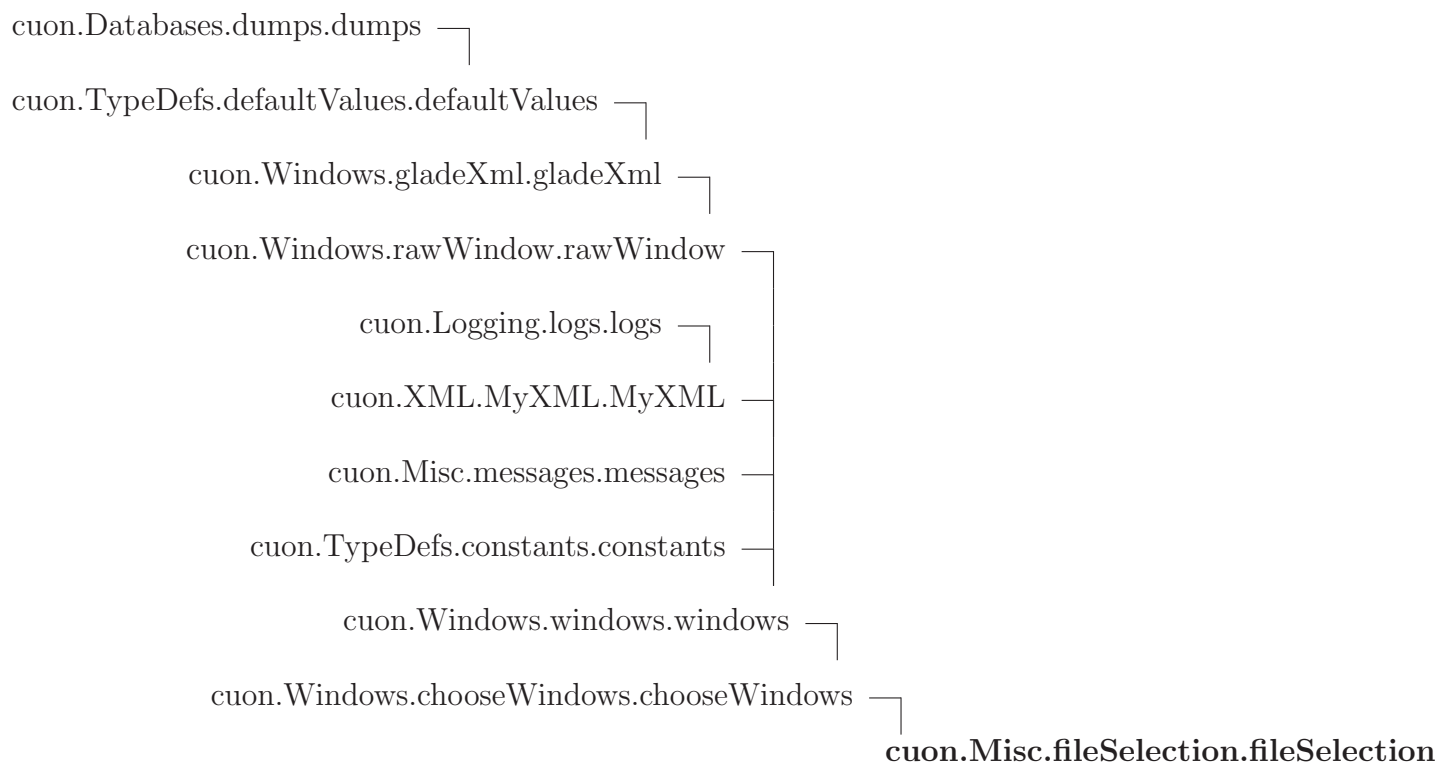 cuon.Databases.dumps.dumps
cuon.TypeDefs.defaultValues.defaultValues
cuon.Windows.gladeXml.gladeXml
cuon.Windows.rawWindow.rawWindow
cuon.Logging.logs.logs
cuon.XML.MyXML.MyXML
cuon.Misc.messages.messages
cuon.TypeDefs.constants.constants
cuon.Windows.windows.windows
cuon.Windows.chooseWindows.chooseWindows
cuon.Misc.fileSelection.fileSelection